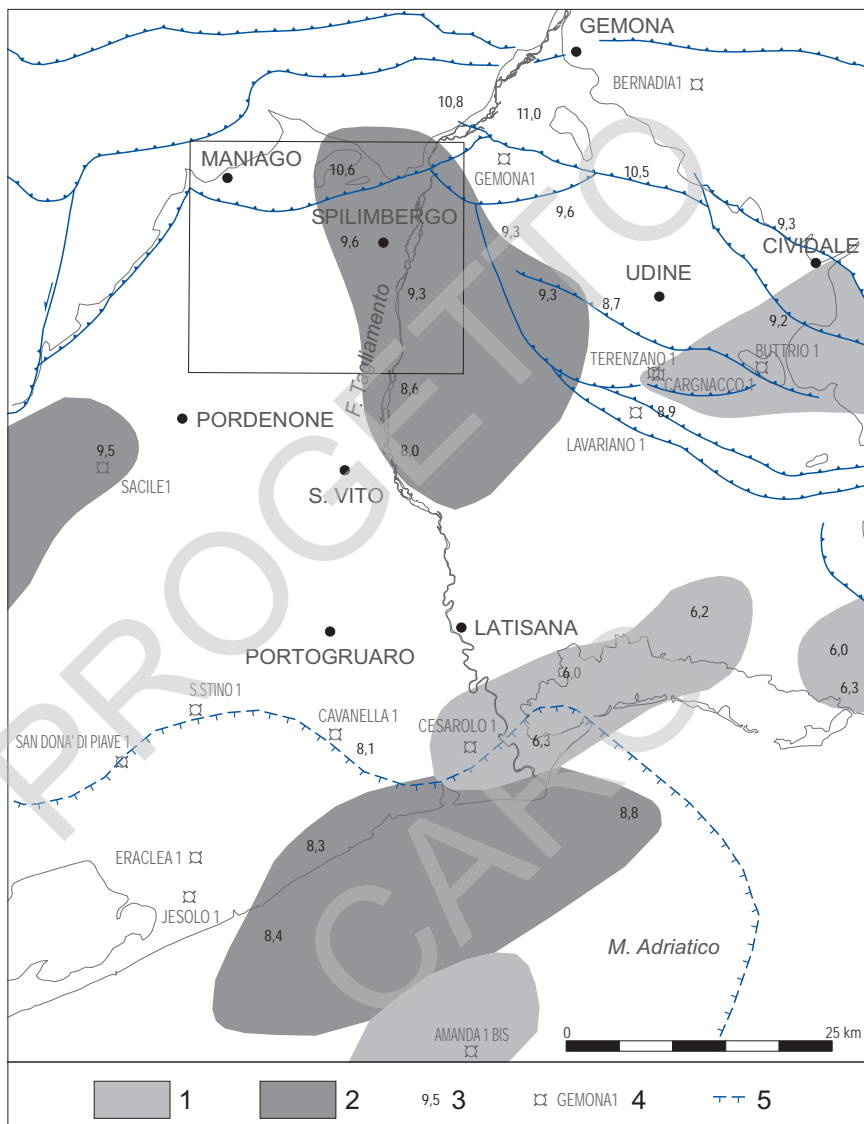 GEMONA
BERNADIA1
10,8
11,0
MANIAGO
10,6
GEMONA1
10,5
SPILIMBERGO
9,6
9,3
9,6
9,3
CIVIDALE
UDINE
9,3
9,3
8,7
9,2
F. Tagliamento
TERENZANO 1
BUTTRIO 1
CARGNACCO 1
8,6
8,9
PORDENONE
LAVARIANO 1
9,5
8,0
SACILE1
S. VITO
PROGETTO
CARG
6,2
LATISANA
PORTOGRUARO
6,0
6,0
6,3
S.STINO 1
CAVANELLA 1
CESAROLO 1
SAN DONA' DI PIAVE 1
8,1
6,3
8,8
8,3
ERACLEA 1
JESOLO 1
8,4
M. Adriatico
AMANDA 1 BIS
0 25 km
1 2 9,5 3 GEMONA1 4 5